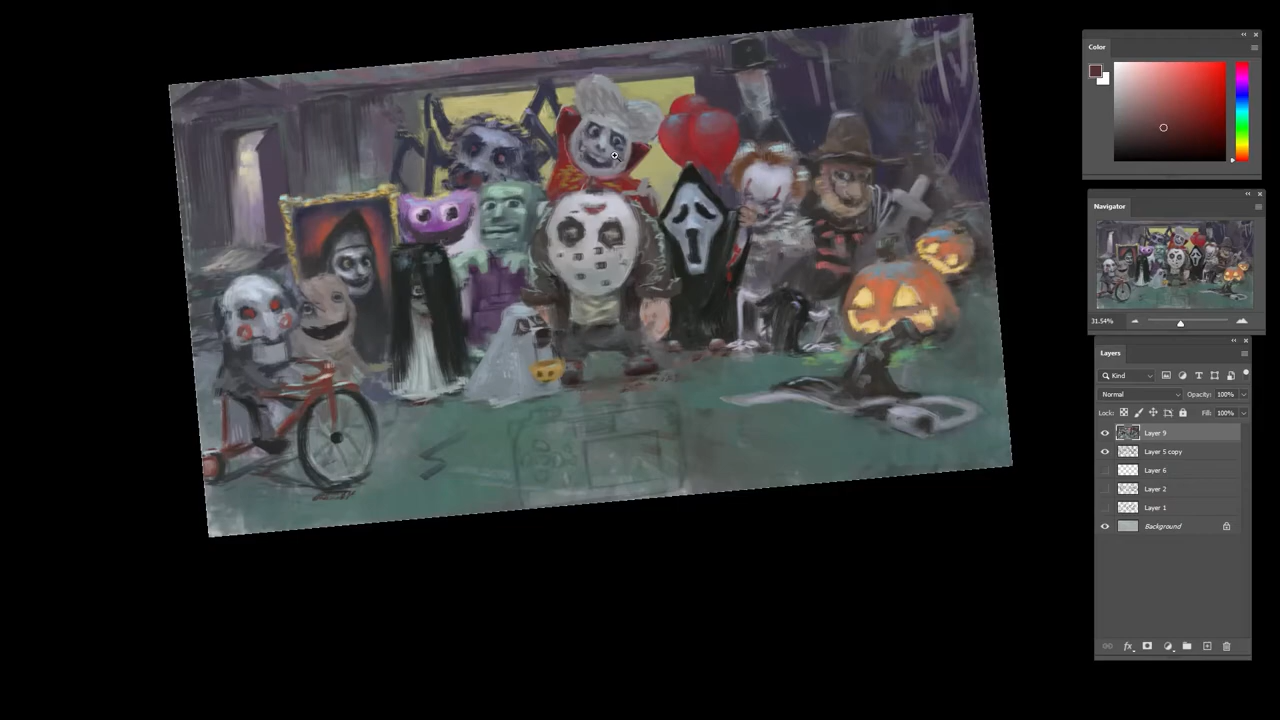 Color
Navigator
31.54%
Layers
Kind
Normal
Opacity: 100%
Lock:
Fill: 100%
Layer 9
Layer 5 copy
Layer 6
Layer 2
Layer 1
Background
fx